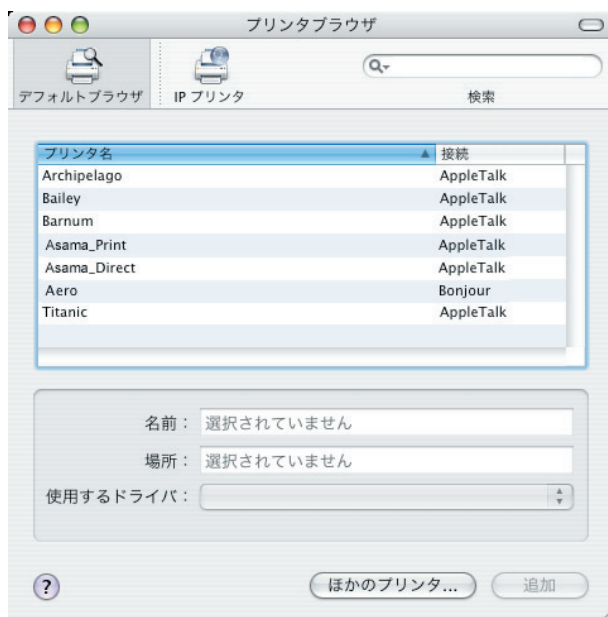 プリンタブラウザ
デフォルトブラウザ IP プリンタ 検索
プリンタ名 接続
Archipelago AppleTalk
Bailey AppleTalk
Barnum AppleTalk
Asama_Print AppleTalk
Asama_Direct AppleTalk
Aero Bonjour
Titanic AppleTalk
名前： 選択されていません
場所： 選択されていません
使用するドライバ：
? ほかのプリンタ... 追加